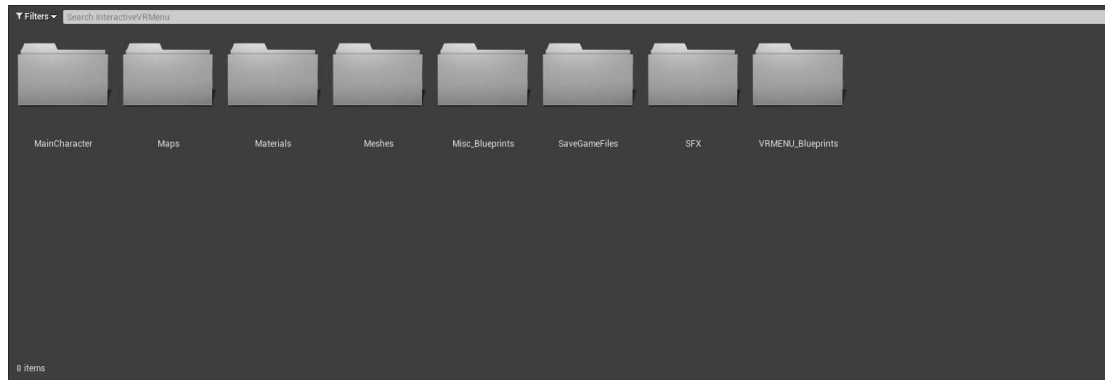 Filters Search InteractiveVRMenu
MainCharacter Maps Materials Meshes Misc_Blueprints SaveGameFiles SFX VRMENU_Blueprints
8 items